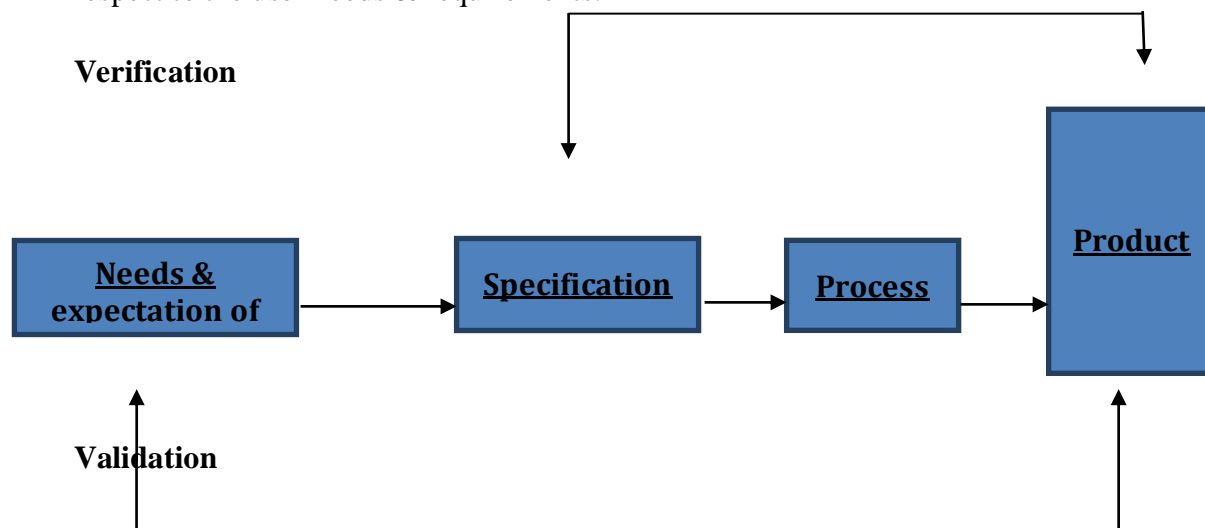 Verification
Needs &
expectation of
Specification
Process
Product
Validation